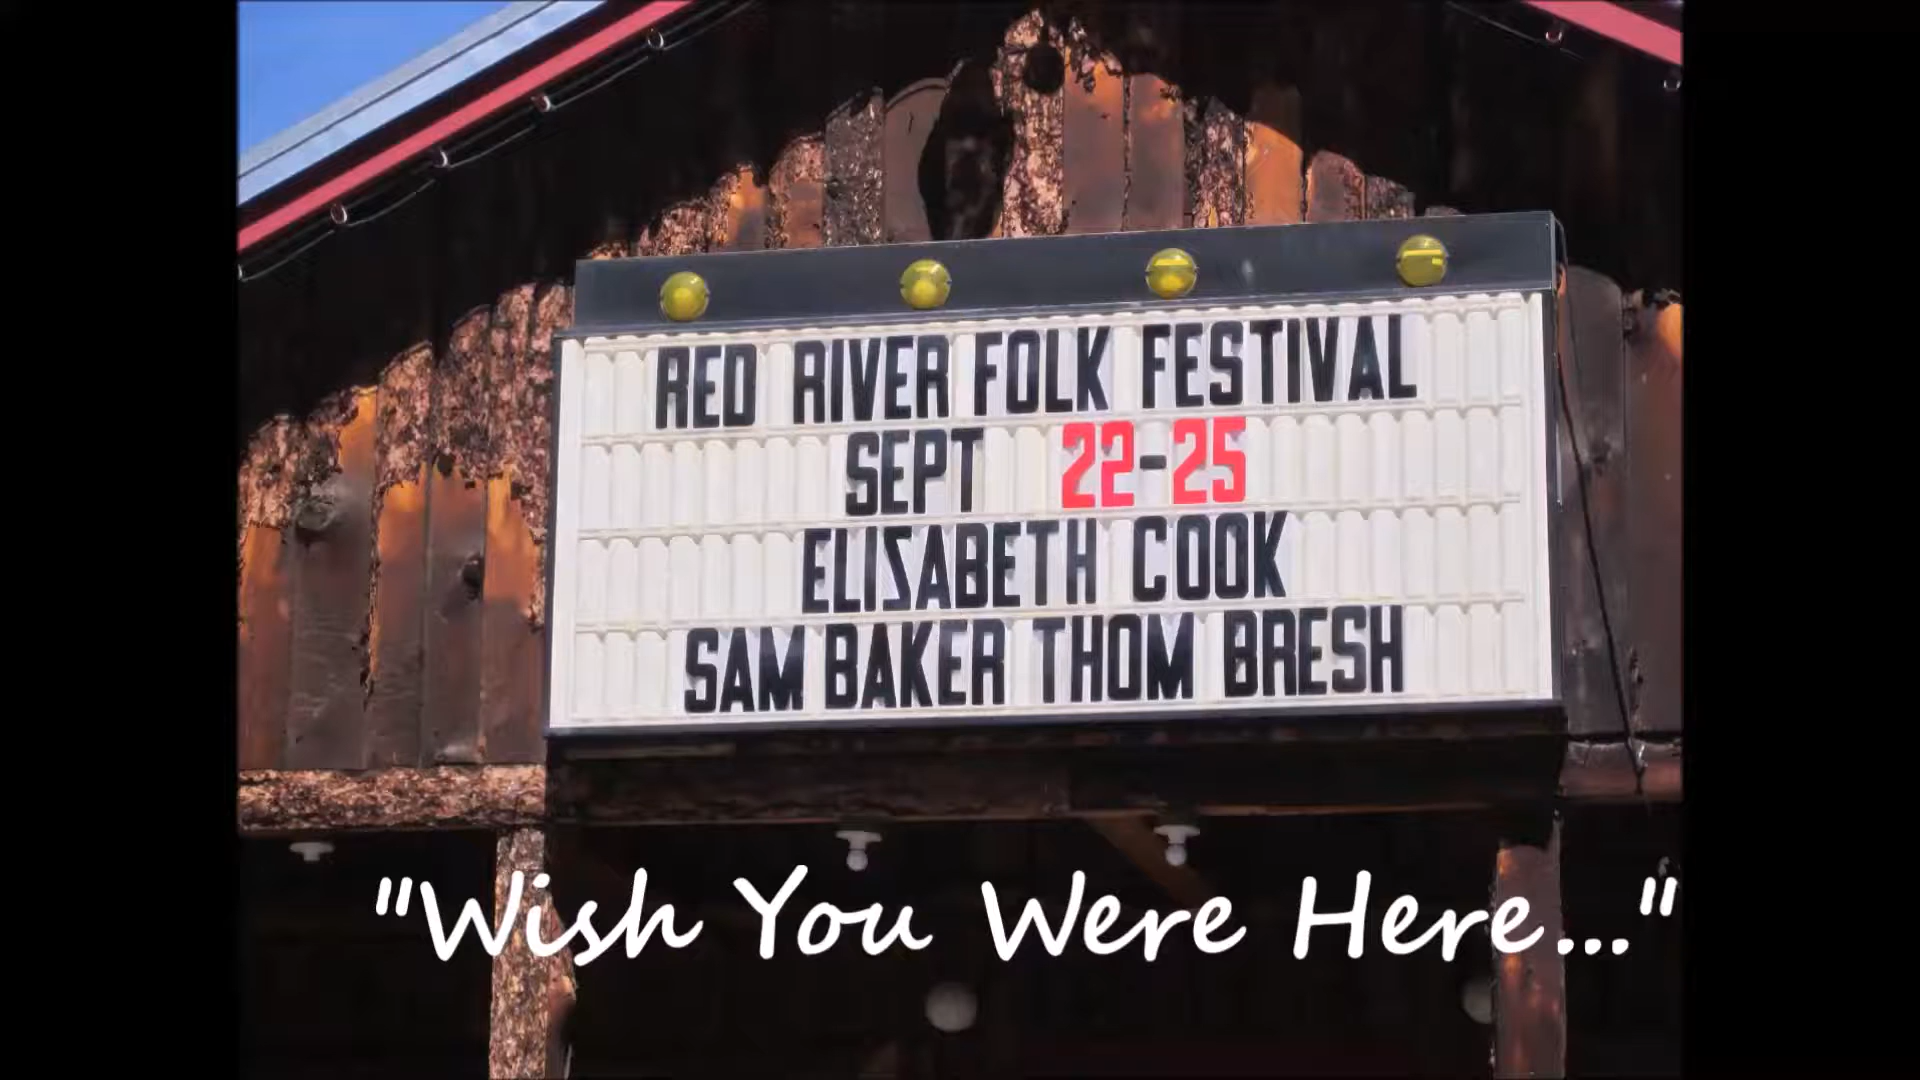 RED RIVER FOLK FESTIVAL
SEPT 22-25
ELISABETH COOK
SAM BAKER THOM BRESH
"Wish You Were Here..."